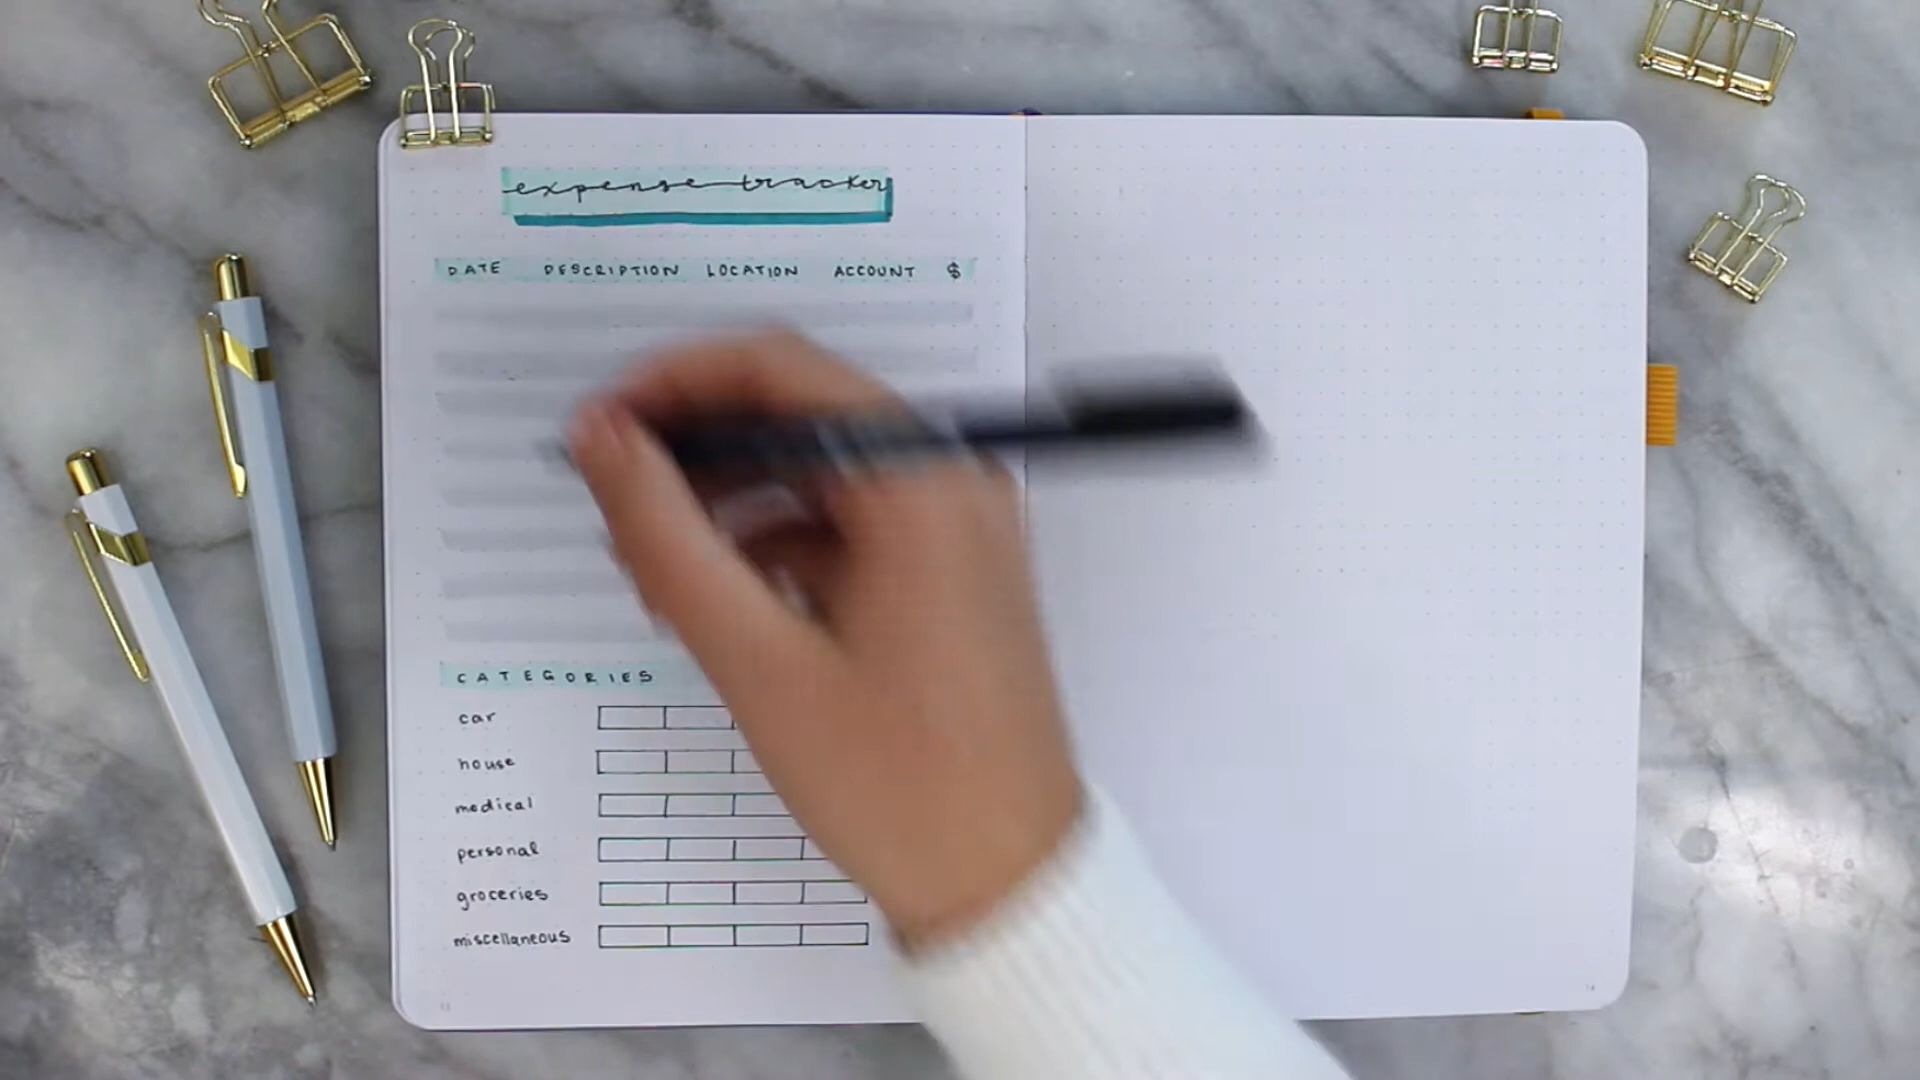 expense tracker
DATE DESCRIPTION LOCATION ACCOUNT $
CATEGORIES
car
house
medical
personal
groceries
miscellaneous